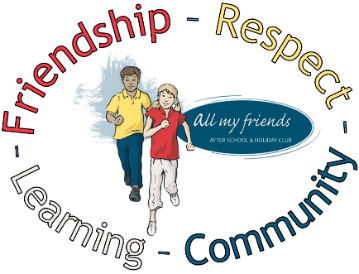 Friendship - Respect -
Community - Learning -
all my friends
AFTER SCHOOL & HOLIDAY CLUB